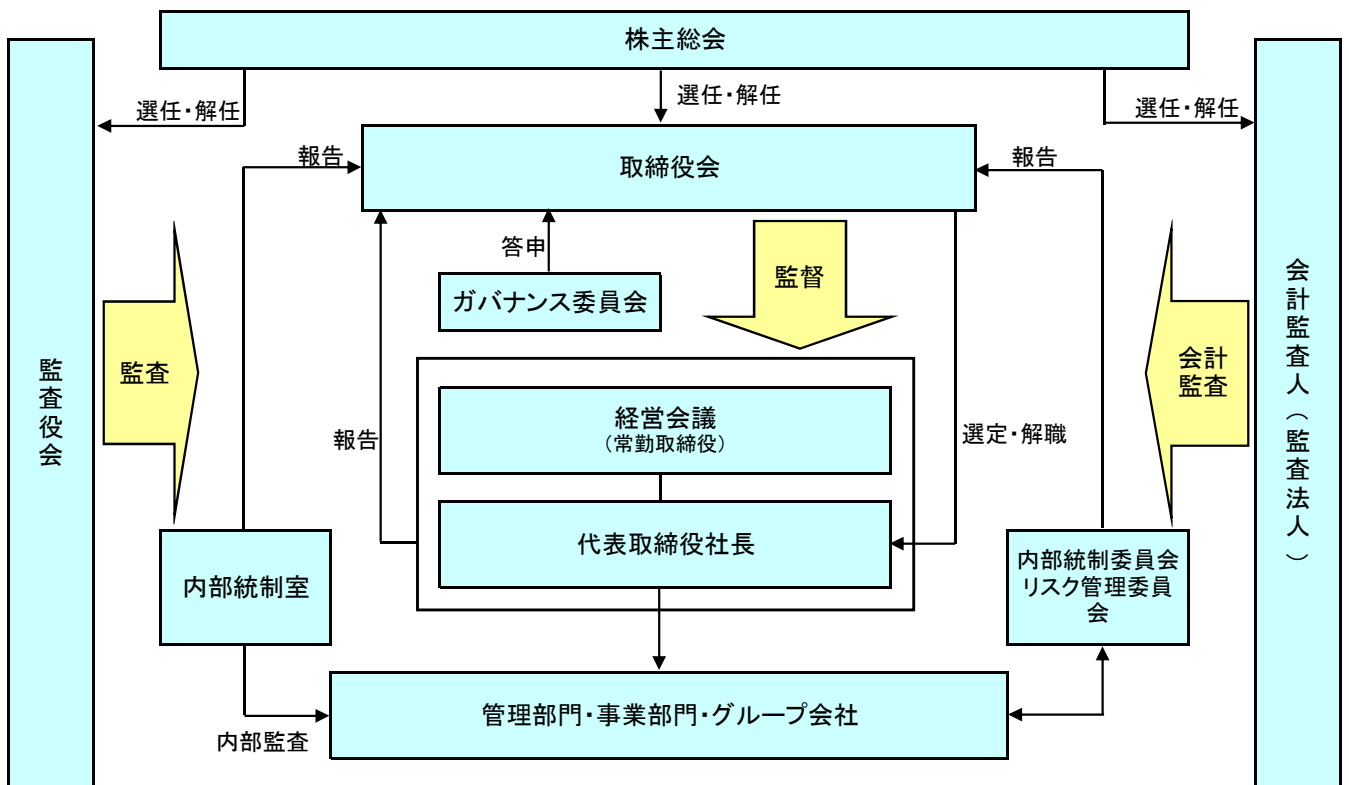 株主総会
選任・解任
選任・解任
選任・解任
取締役会
報告
報告
答申
ガバナンス委員会
監督
監査役会
監査
会計
監査
会計監査人（監査法人）
経営会議
（常勤取締役）
報告
選定・解職
代表取締役社長
内部統制室
内部統制委員会
リスク管理委員
会
管理部門・事業部門・グループ会社
内部監査